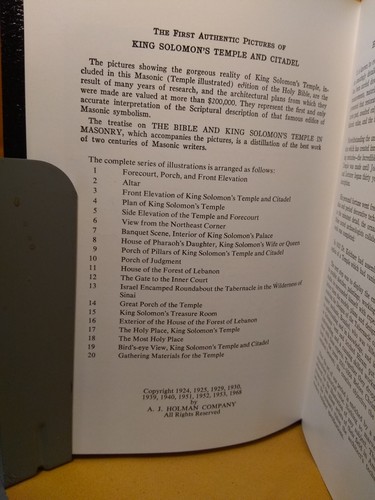 THE FIRST AUTHENTIC PICTURES OF
KING SOLOMON'S TEMPLE AND CITADEL
The pictures showing the gorgeous reality of King Solomon's Temple, in-
cluded in this Masonic (Temple illustrated) edition of the Holy Bible, are the
result of many years of research, and the architectural plans from which they
were made are valued at more than $200,000. They represent the first and only
accurate interpretation of the Scriptural description of that famous edifice of
Masonic symbolism.
The treatise on THE BIBLE AND KING SOLOMON'S TEMPLE IN
MASONRY, which accompanies the pictures, is a distillation of the best work
of two centuries of Masonic writers.
The complete series of illustrations is arranged as follows:
1 Forecourt, Porch, and Front Elevation
2 Altar
3 Front Elevation of King Solomon's Temple and Citadel
4 Plan of King Solomon's Temple
5 Side Elevation of the Temple and Forecourt
6 View from the Northeast Corner
7 Banquet Scene, Interior of King Solomon's Palace
8 House of Pharaoh's Daughter, King Solomon's Wife or Queen
9 Porch of Pillars of King Solomon's Temple and Citadel
10 Porch of Judgment
11 House of the Forest of Lebanon
12 The Gate to the Inner Court
13 Israel Encamped Roundabout the Tabernacle in the Wilderness of
Sinai
14 Great Porch of the Temple
15 King Solomon's Treasure Room
16 Exterior of the House of the Forest of Lebanon
17 The Holy Place, King Solomon's Temple
18 The Most Holy Place
19 Bird's-eye View, King Solomon's Temple and Citadel
20 Gathering Materials for the Temple
Copyright 1924, 1925, 1929, 1930,
1939, 1940, 1951, 1952, 1953, 1968
by
A. J. HOLMAN COMPANY
All Rights Reserved